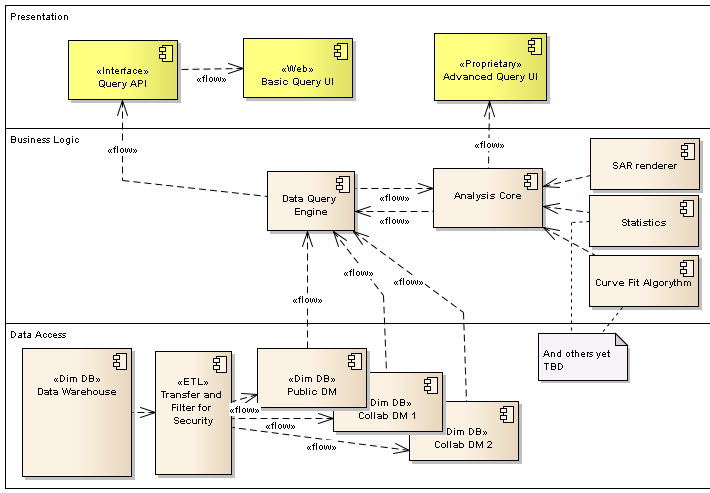 Presentation
«Interface»
Query API
«flow»
«Web»
Basic Query UI
«Proprietary»
Advanced Query UI
Business Logic
«flow»
«flow»
Data Query
Engine
«flow»
«flow»
Analysis Core
SAR renderer
Statistics
Curve Fit Algorythm
«flow»
«flow»
«flow»
Data Access
And others yet
TBD
«Dim DB»
Data Warehouse
«ETL»
Transfer and
Filter for
Security
«flow»
«flow»
«flow»
«Dim DB»
Public DM
Dim DB»
Collab DM 1
Dim DB»
Collab DM 2